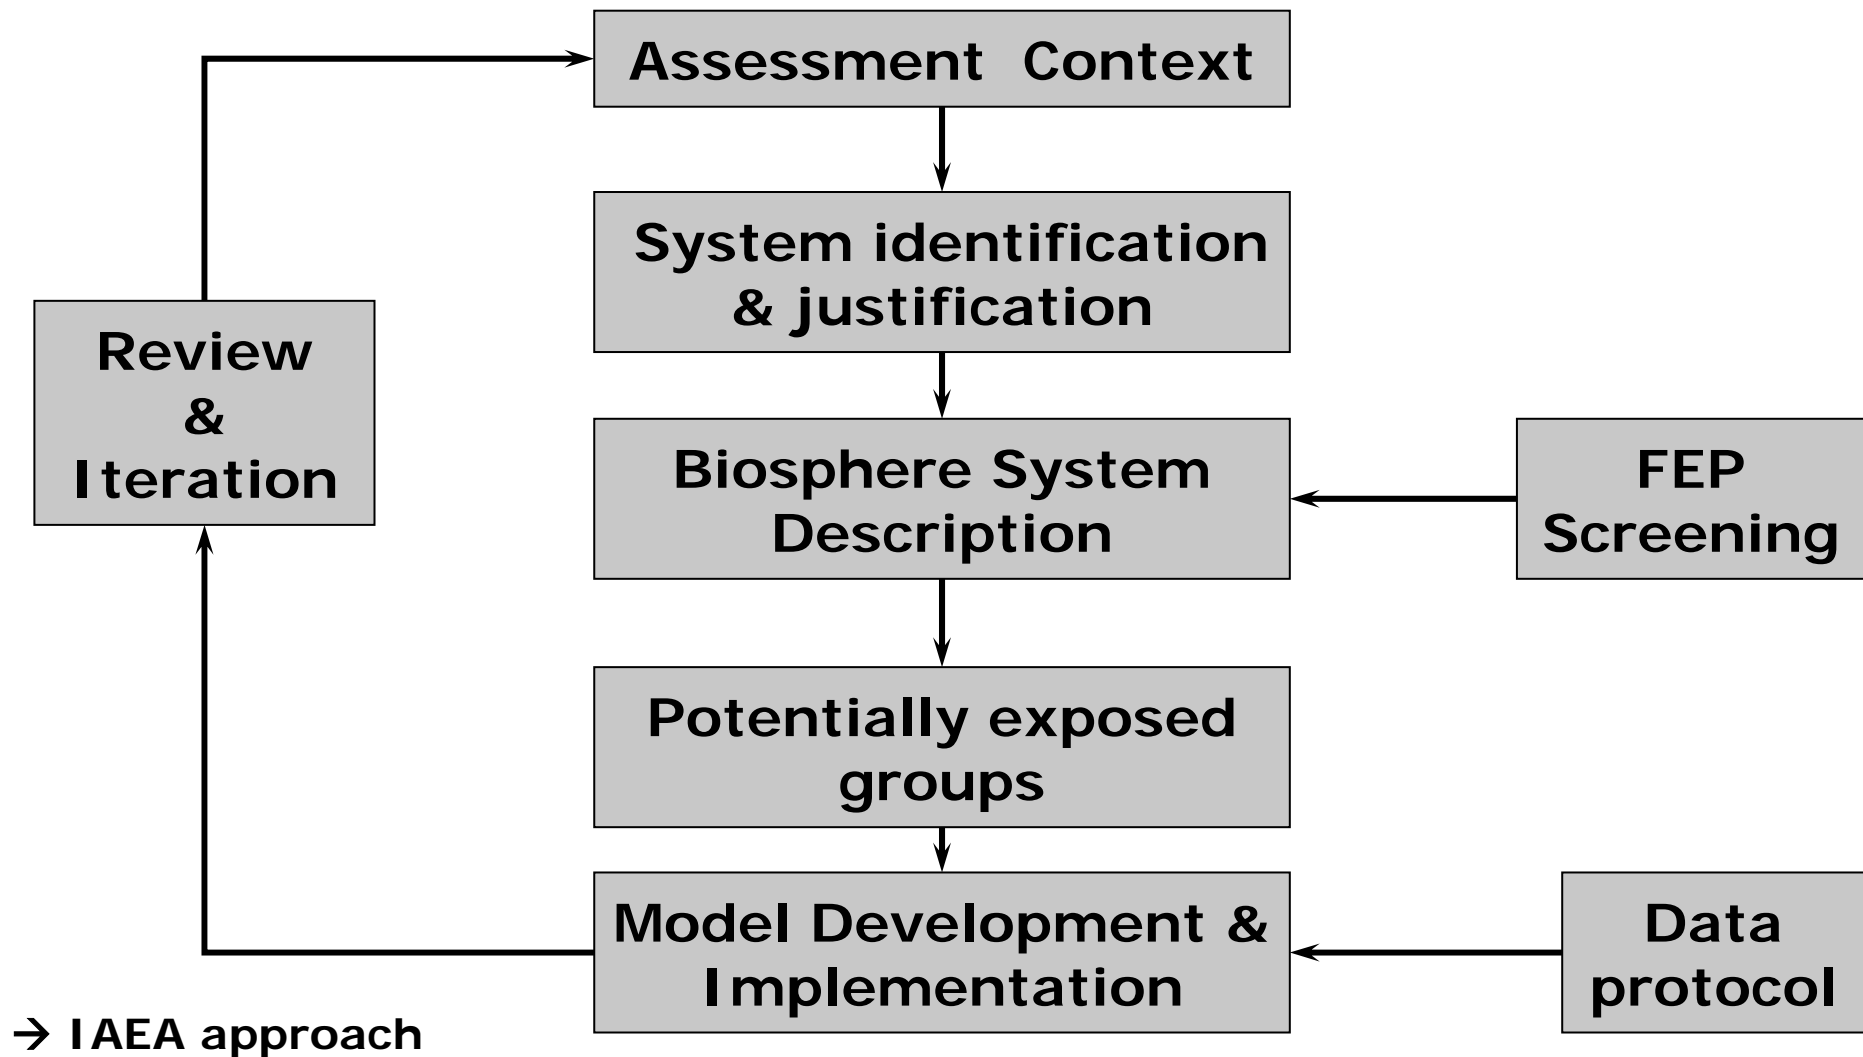 Assessment Context
System identification
& justification
Review
&
Iteration
Biosphere System
Description
FEP
Screening
Potentially exposed
groups
Model Development &
Implementation
Data
protocol
→ IAEA approach